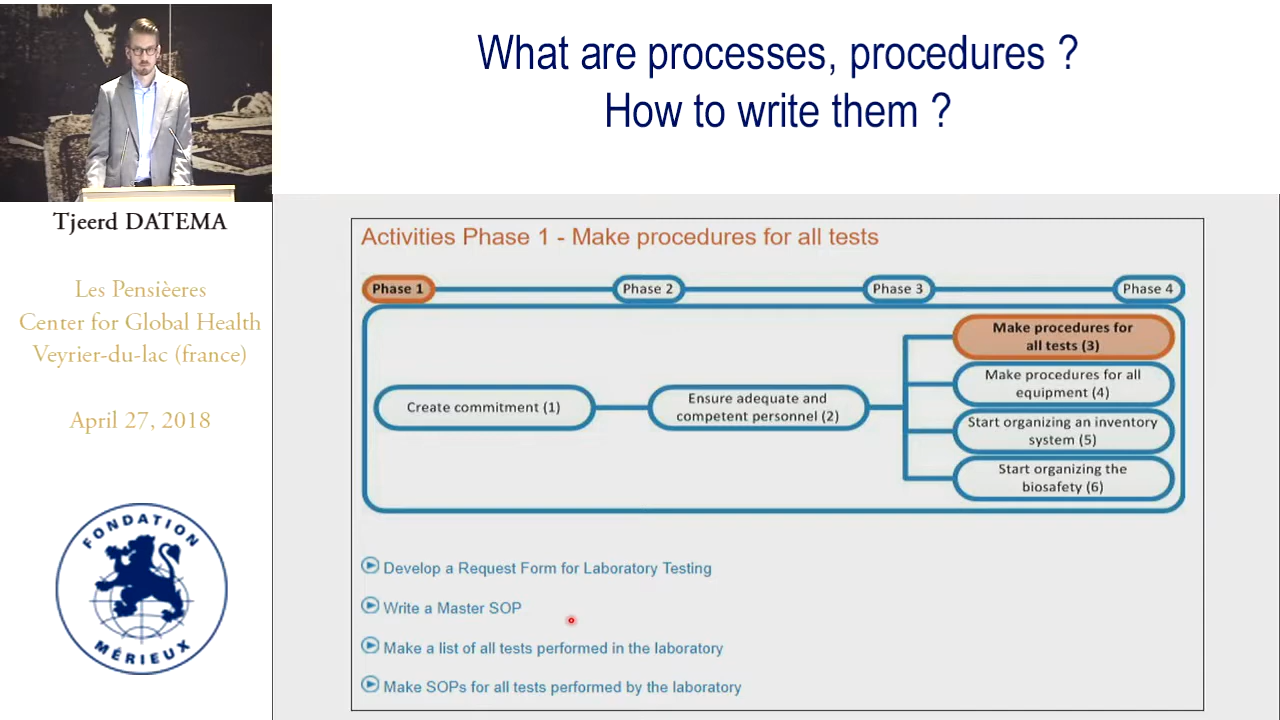 What are processes, procedures ?
How to write them ?
Tjeerd DATEMA
Les Pensièeres
Center for Global Health
Veyrier-du-lac (france)
April 27, 2018
FONDATION
MÉRIEUX
Activities Phase 1 - Make procedures for all tests
Phase 1
Phase 2
Phase 3
Phase 4
Create commitment (1)
Ensure adequate and
competent personnel (2)
Make procedures for
all tests (3)
Make procedures for all
equipment (4)
Start organizing an inventory
system (5)
Start organizing the
biosafety (6)
Develop a Request Form for Laboratory Testing
Write a Master SOP
Make a list of all tests performed in the laboratory
Make SOPs for all tests performed by the laboratory